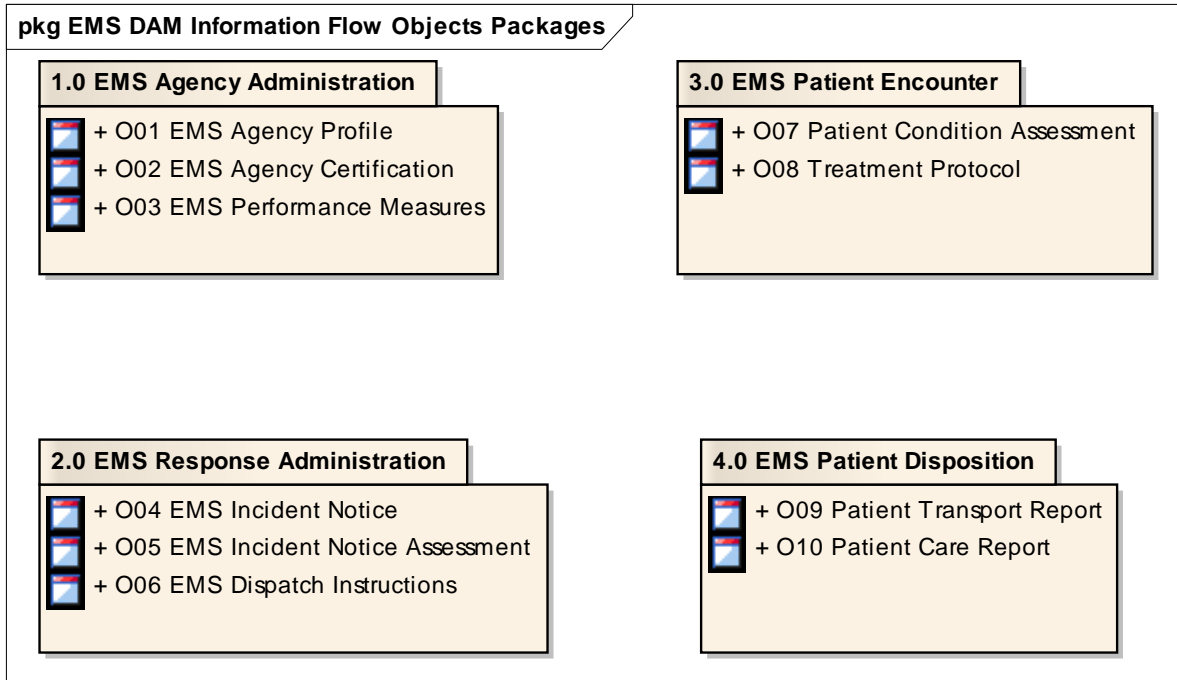 pkg EMS DAM Information Flow Objects Packages
1.0 EMS Agency Administration
+ O01 EMS Agency Profile
+ O02 EMS Agency Certification
+ O03 EMS Performance Measures
3.0 EMS Patient Encounter
+ O07 Patient Condition Assessment
+ O08 Treatment Protocol
2.0 EMS Response Administration
+ O04 EMS Incident Notice
+ O05 EMS Incident Notice Assessment
+ O06 EMS Dispatch Instructions
4.0 EMS Patient Disposition
+ O09 Patient Transport Report
+ O10 Patient Care Report